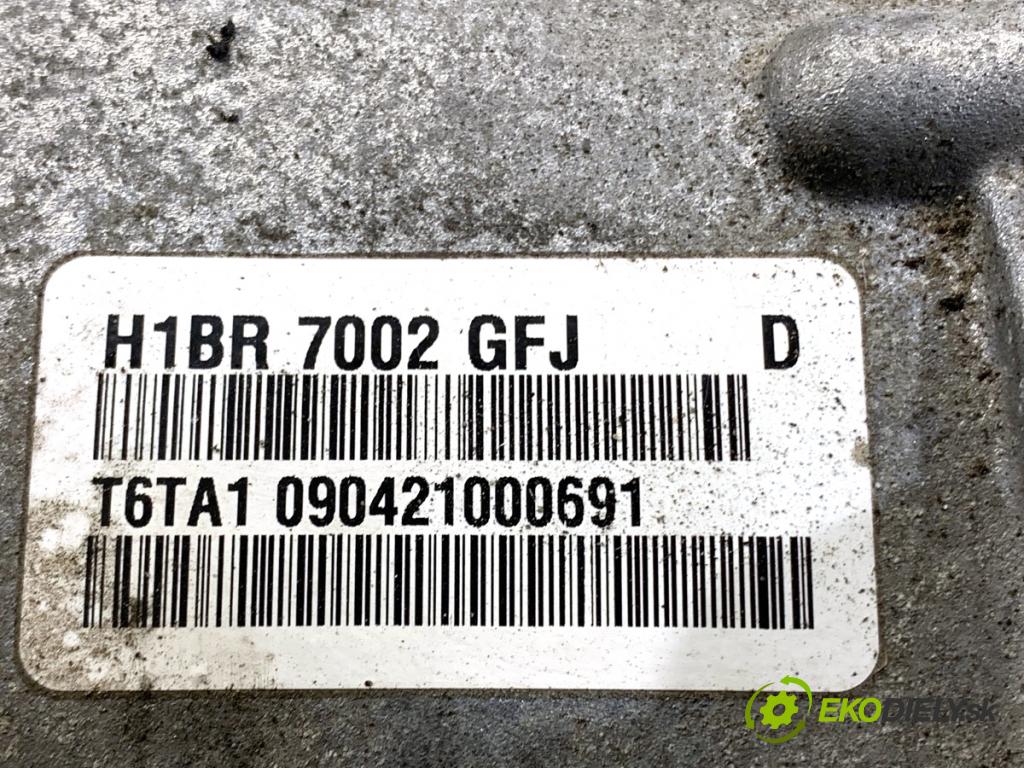 H1BR 7002 GFJ D
T6TA1 090421000691
EKODIELY.SK